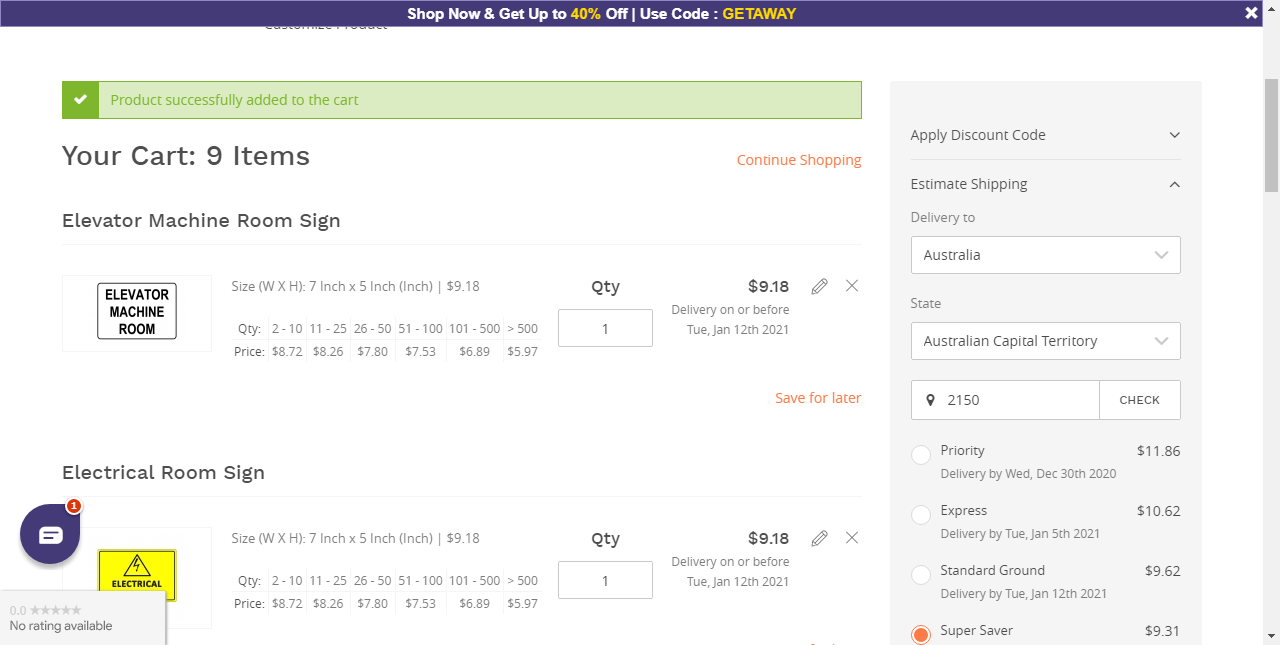 Shop Now & Get Up to 40% Off | Use Code : GETAWAY
Customize Product
Product successfully added to the cart
Your Cart: 9 Items
Continue Shopping
Elevator Machine Room Sign
ELEVATOR
MACHINE
ROOM
Size (W X H): 7 Inch x 5 Inch (Inch) | $9.18
Qty: 2 - 10 11 - 25 26 - 50 51 - 100 101 - 500 > 500
Price: $8.72 $8.26 $7.80 $7.53 $6.89 $5.97
Qty
1
$9.18
Delivery on or before
Tue, Jan 12th 2021
Save for later
Electrical Room Sign
ELECTRICAL
Size (W X H): 7 Inch x 5 Inch (Inch) | $9.18
Qty: 2 - 10 11 - 25 26 - 50 51 - 100 101 - 500 > 500
Price: $8.72 $8.26 $7.80 $7.53 $6.89 $5.97
Qty
1
$9.18
Delivery on or before
Tue, Jan 12th 2021
1
0.0
No rating available
Apply Discount Code
Estimate Shipping
Delivery to
Australia
State
Australian Capital Territory
2150 CHECK
Priority $11.86
Delivery by Wed, Dec 30th 2020
Express $10.62
Delivery by Tue, Jan 5th 2021
Standard Ground $9.62
Delivery by Tue, Jan 12th 2021
Super Saver $9.31